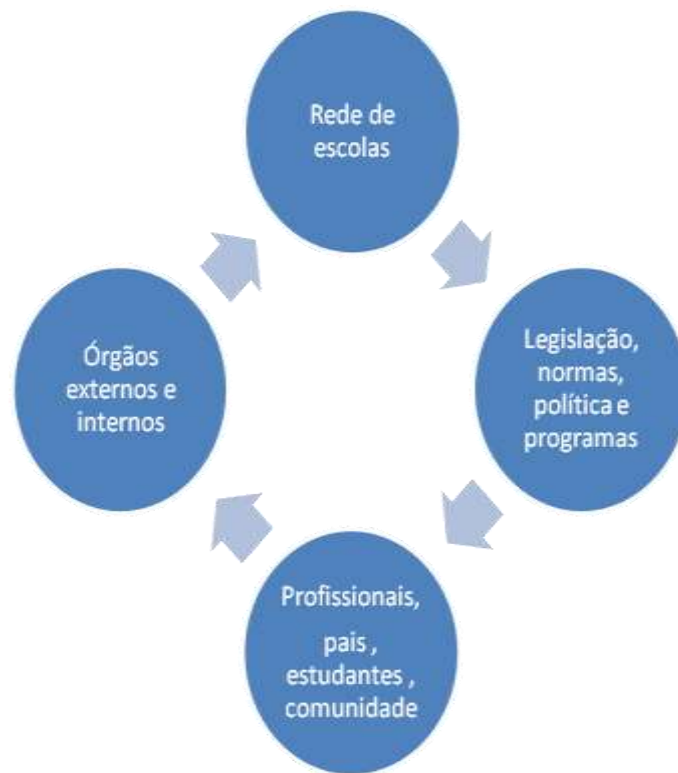 Rede de
escolas
Legislação,
normas,
política e
programas
Profissionais,
pais ,
estudantes ,
comunidade
Órgãos
externos e
internos